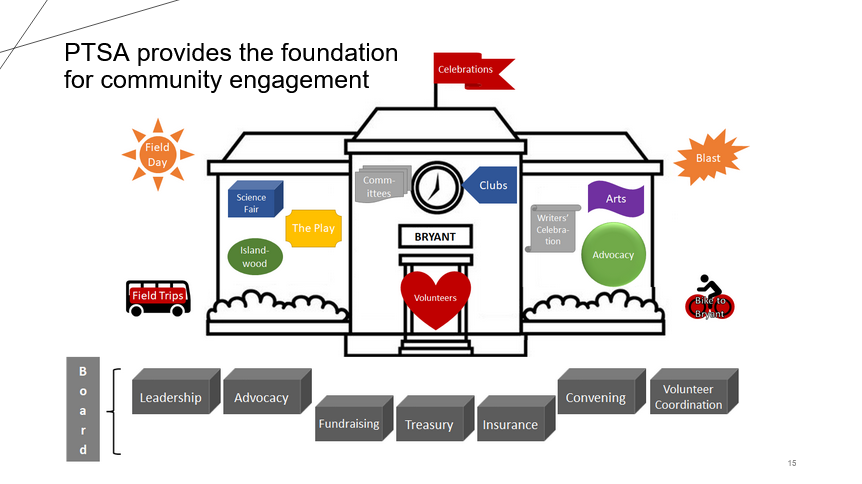 PTSA provides the foundation
for community engagement
Celebrations
Field
Day
Blast
Comm-
ittees
Clubs
Science
Fair
The Play
Island-
wood
BRYANT
Writers'
Celebra-
tion
Arts
Advocacy
Volunteers
Field Trips
Bike to
Bryant
B
o
a
r
d
Leadership
Advocacy
Fundraising
Treasury
Insurance
Convening
Volunteer
Coordination
15